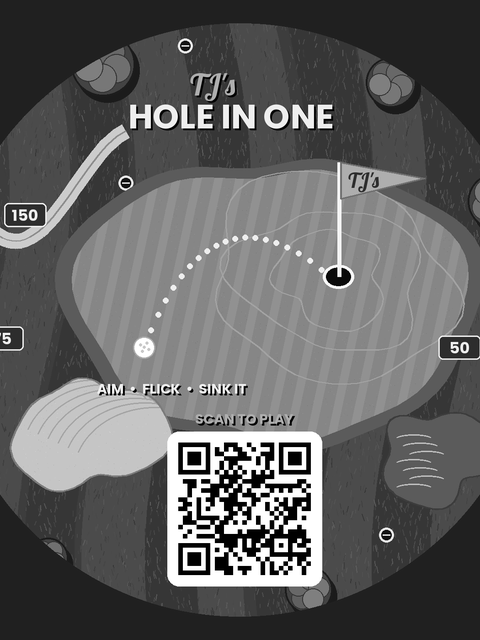 TJ's
HOLE IN ONE
TJ's
150
75
50
AIM • FLICK • SINK IT
SCAN TO PLAY